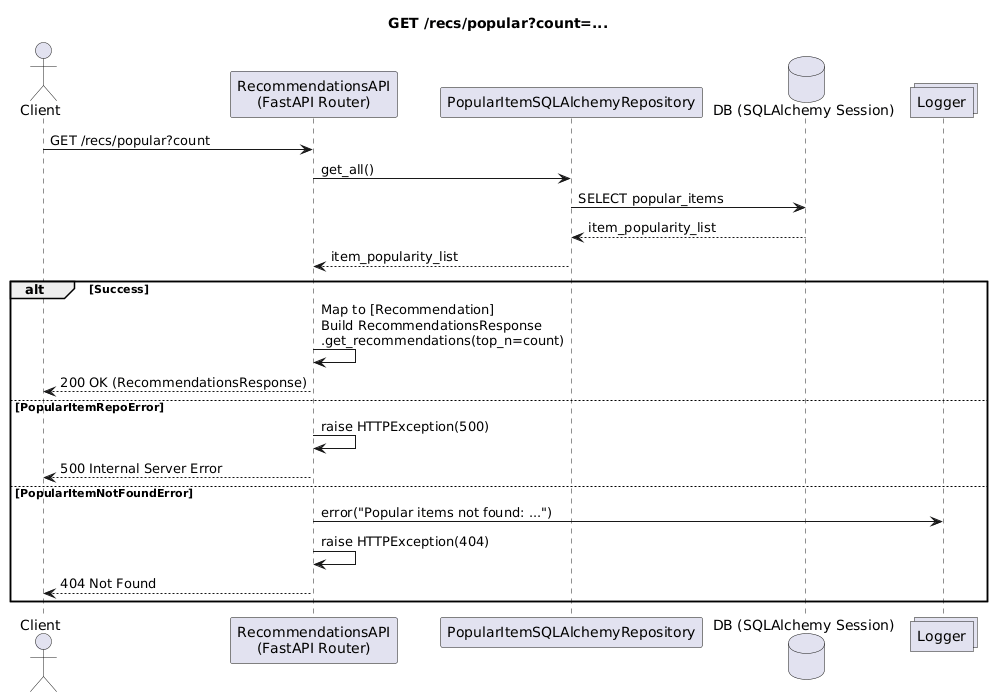 GET /recs/popular?count=...
Client
RecommendationsAPI
(FastAPI Router)
PopularItemSQLAlchemyRepository
DB (SQLAlchemy Session)
Logger
GET /recs/popular?count
get_all()
SELECT popular_items
item_popularity_list
item_popularity_list
alt
[Success]
Map to [Recommendation]
Build RecommendationsResponse
.get_recommendations(top_n=count)
200 OK (RecommendationsResponse)
[PopularItemRepoError]
raise HTTPException(500)
500 Internal Server Error
[PopularItemNotFoundError]
error("Popular items not found: ...")
raise HTTPException(404)
404 Not Found
Client
RecommendationsAPI
(FastAPI Router)
PopularItemSQLAlchemyRepository
DB (SQLAlchemy Session)
Logger